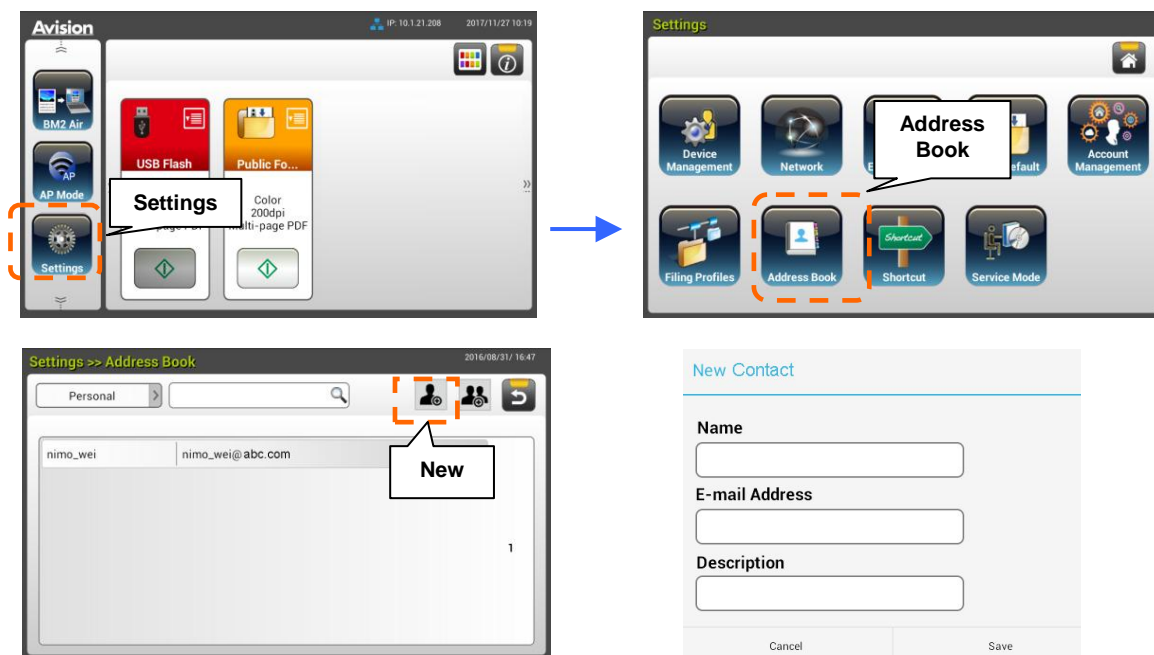 Avision
IP: 10.1.21.208 2017/11/27 10:19
BM2 Air
AP
AP Mode
Settings
USB Flash
Public Fo...
Color
200dpi
Multi-page PDF
Settings
Settings
Device
Management
Network
Address
Book
Account
Management
Filing Profiles
Address Book
Shortcut
Shortcut
Service Mode
Settings >> Address Book
2016/08/31/ 16:47
Personal
nimo_wei nimo_wei@abc.com
New
1
New Contact
Name
E-mail Address
Description
Cancel Save